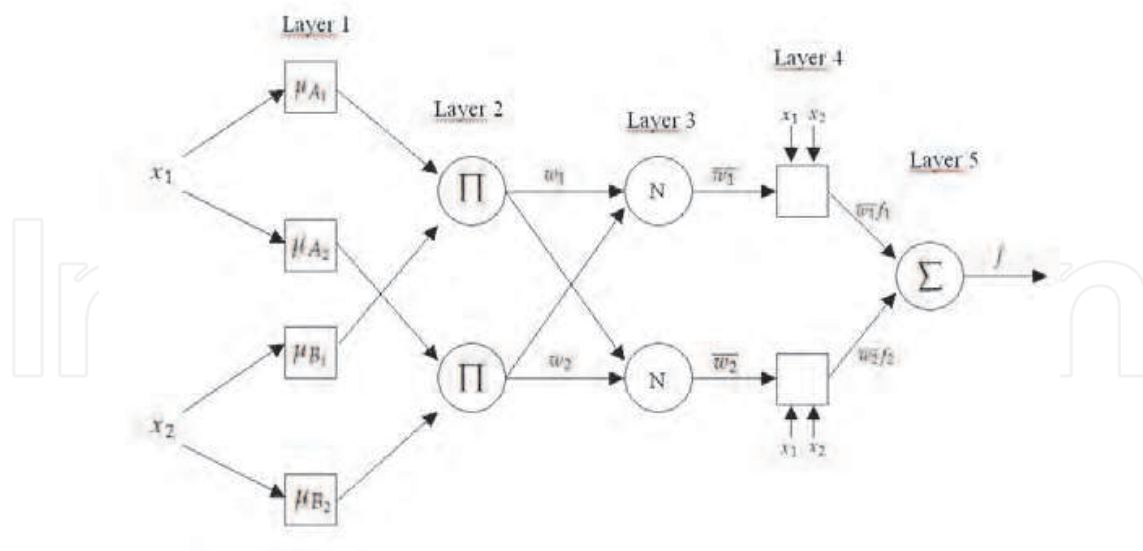 Layer 1
μA₁
Layer 4
Layer 2
Layer 3
x₁ x₂
Layer 5
x₁
Π
w₁
N
w̅₁
w̅₁f₁
μA₂
Σ
f
μB₁
Π
w₂
N
w̅₂
w̅₂f₂
x₂
x₁ x₂
μB₂